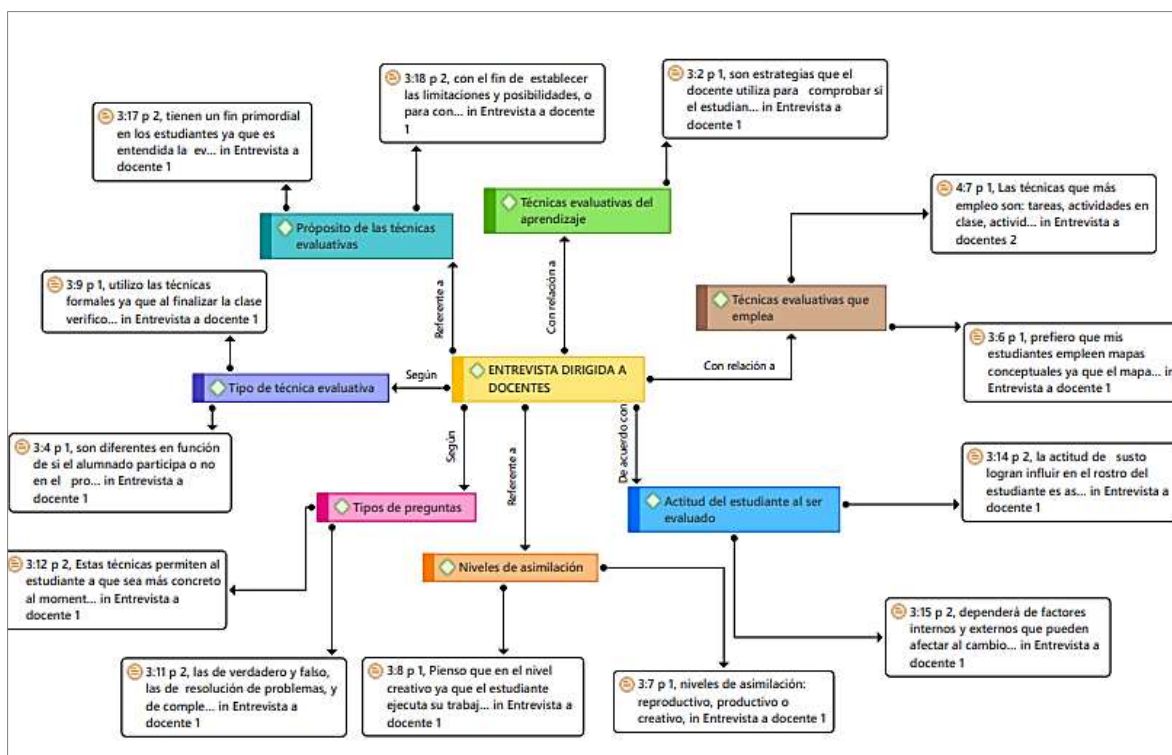 3:18 p 2, con el fin de establecer
las limitaciones y posibilidades, o
para con... in Entrevista a docente
1
3:2 p 1, son estrategias que el
docente utiliza para comprobar si
el estudian... in Entrevista a
docente 1
3:17 p 2, tienen un fin primordial
en los estudiantes ya que es
entendida la ev... in Entrevista a
docente 1
Técnicas evaluativas del
aprendizaje
4:7 p 1, Las técnicas que más
empleo son: tareas, actividades en
clase, activid... in Entrevista a
docentes 2
Próposito de las técnicas
evaluativas
3:9 p 1, utilizo las técnicas
formales ya que al finalizar la clase
verifico... in Entrevista a docente 1
Referente a
Con relación a
Técnicas evaluativas que
emplea
3:6 p 1, prefiero que mis
estudiantes empleen mapas
conceptuales ya que el mapa... in
Entrevista a docente 1
Tipo de técnica evaluativa
Según
ENTREVISTA DIRIGIDA A
DOCENTES
Con relación a
3:4 p 1, son diferentes en función
de si el alumnado participa o no
en el pro... in Entrevista a docente
1
Según
Referente a
De acuerdo con
3:14 p 2, la actitud de susto
logran influir en el rostro del
estudiante es as... in Entrevista a
docente 1
Tipos de preguntas
Actitud del estudiante al ser
evaluado
3:12 p 2, Estas técnicas permiten al
estudiante a que sea más concreto
al moment... in Entrevista a
docente 1
Niveles de asimilación
3:15 p 2, dependerá de factores
internos y externos que pueden
afectar al cambio... in Entrevista a
docente 1
3:11 p 2, las de verdadero y falso,
las de resolución de problemas, y
de comple... in Entrevista a docente
1
3:8 p 1, Pienso que en el nivel
creativo ya que el estudiante
ejecuta su trabaj... in Entrevista a
docente 1
3:7 p 1, niveles de asimilación:
reproductivo, productivo o
creativo, in Entrevista a docente 1